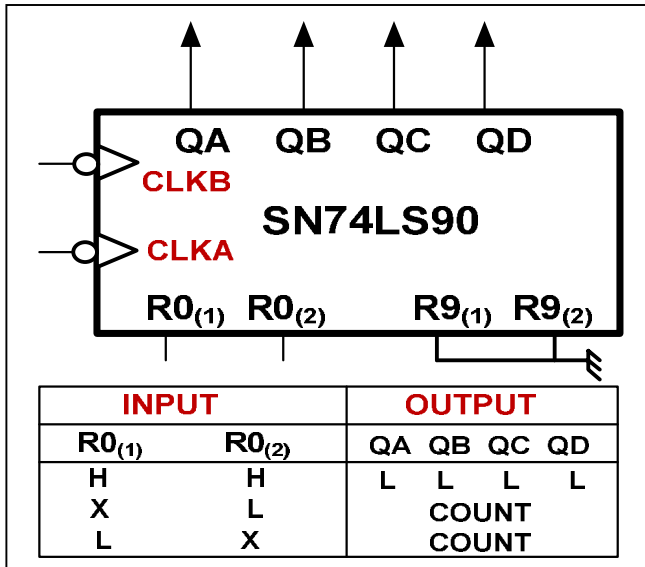 QA QB QC QD
CLKB
SN74LS90
CLKA
R0(1) R0(2) R9(1) R9(2)
INPUT OUTPUT
R0(1) R0(2) QA QB QC QD
H H L L L L
X L COUNT
L X COUNT